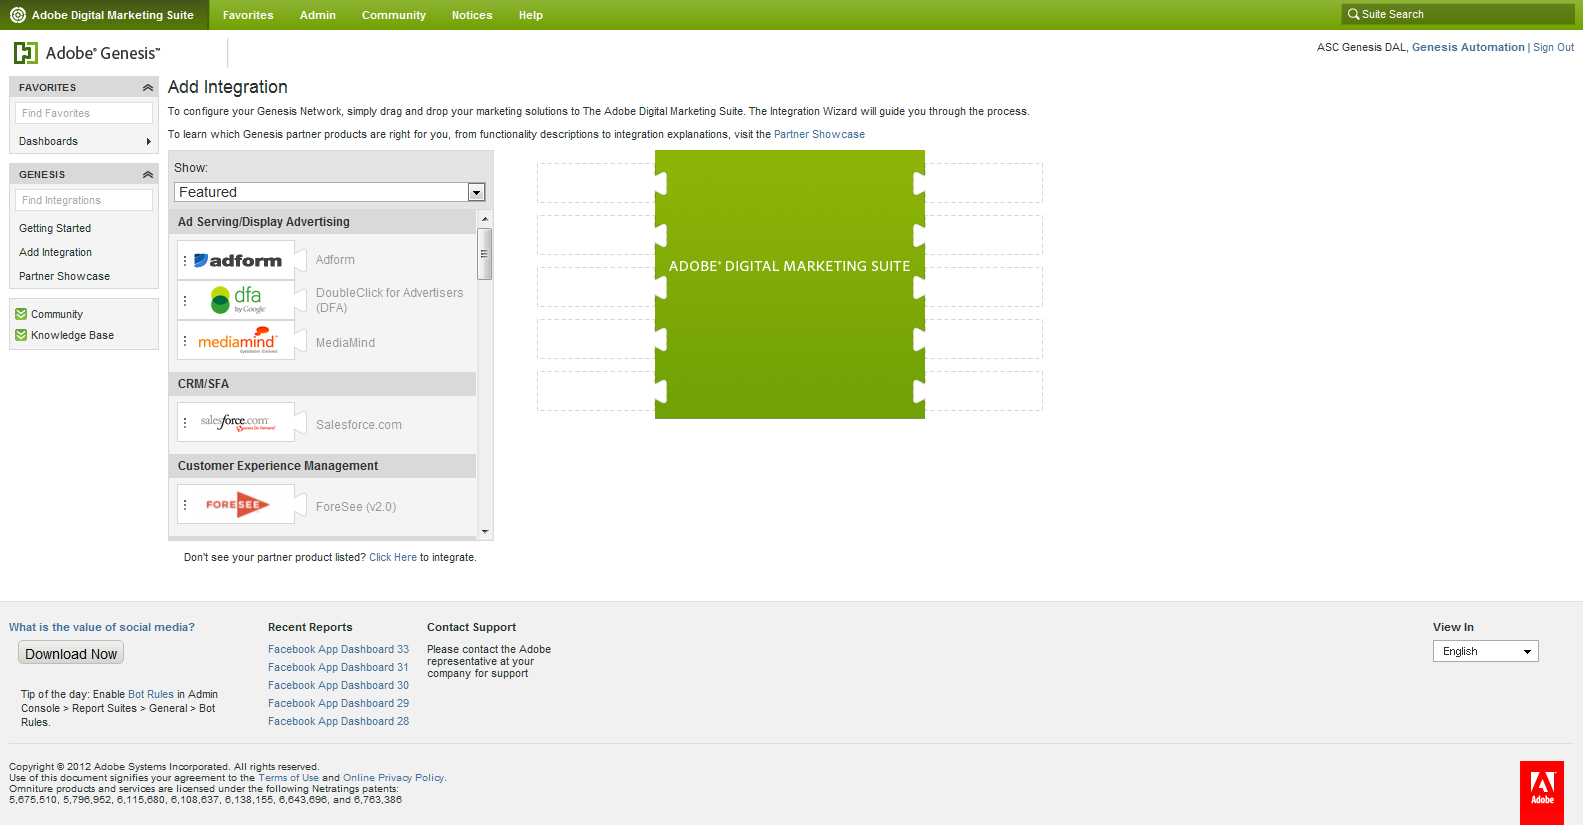 Adobe Digital Marketing Suite
Favorites
Admin
Community
Notices
Help
Suite Search
Adobe® Genesis™
ASC Genesis DAL, Genesis Automation | Sign Out
FAVORITES
Find Favorites
Dashboards
GENESIS
Find Integrations
Getting Started
Add Integration
Partner Showcase
Community
Knowledge Base
Add Integration
To configure your Genesis Network, simply drag and drop your marketing solutions to The Adobe Digital Marketing Suite. The Integration Wizard will guide you through the process.
To learn which Genesis partner products are right for you, from functionality descriptions to integration explanations, visit the Partner Showcase
Show:
Featured
Ad Serving/Display Advertising
adform
Adform
dfa
by Google
DoubleClick for Advertisers
(DFA)
mediamind
Eyeblaster. Evolved.
MediaMind
CRM/SFA
salesforce.com
Success On Demand
Salesforce.com
Customer Experience Management
FORESEE
ForeSee (v2.0)
Don't see your partner product listed? Click Here to integrate.
ADOBE® DIGITAL MARKETING SUITE
What is the value of social media?
Download Now
Tip of the day: Enable Bot Rules in Admin
Console > Report Suites > General > Bot
Rules.
Recent Reports
Facebook App Dashboard 33
Facebook App Dashboard 31
Facebook App Dashboard 30
Facebook App Dashboard 29
Facebook App Dashboard 28
Contact Support
Please contact the Adobe
representative at your
company for support
View In
English
Copyright © 2012 Adobe Systems Incorporated. All rights reserved.
Use of this document signifies your agreement to the Terms of Use and Online Privacy Policy.
Omniture products and services are licensed under the following Netratings patents:
5,675,510, 5,796,952, 6,115,680, 6,108,637, 6,138,155, 6,643,696, and 6,763,386
Adobe